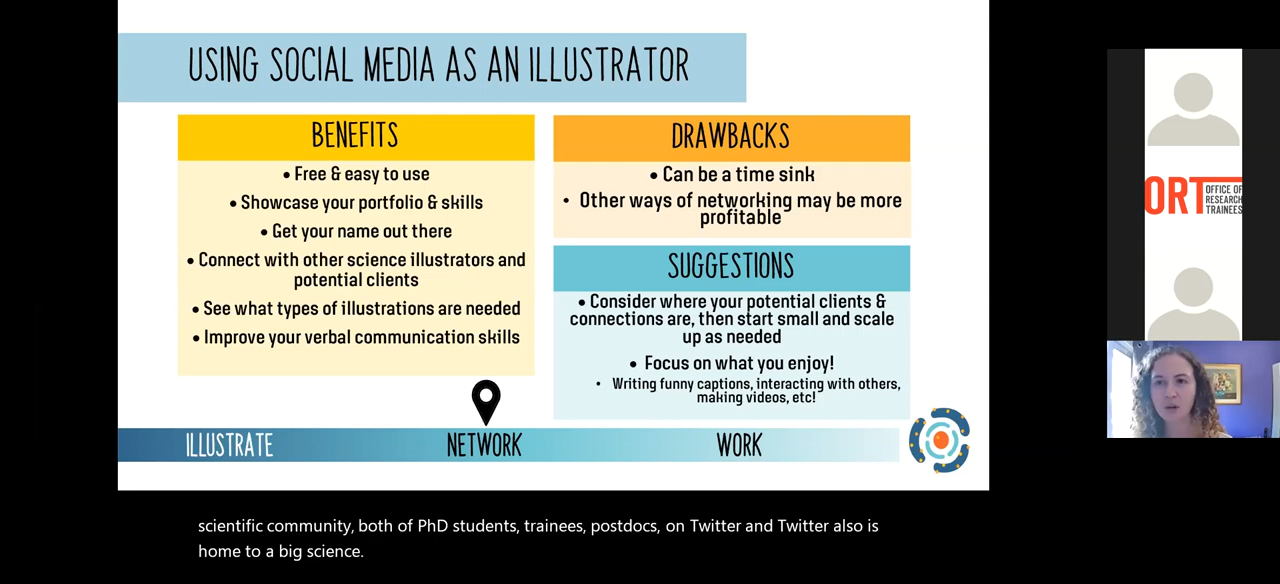 USING SOCIAL MEDIA AS AN ILLUSTRATOR
BENEFITS
• Free & easy to use
• Showcase your portfolio & skills
• Get your name out there
• Connect with other science illustrators and
potential clients
• See what types of illustrations are needed
• Improve your verbal communication skills
DRAWBACKS
• Can be a time sink
• Other ways of networking may be more
profitable
SUGGESTIONS
• Consider where your potential clients &
connections are, then start small and scale
up as needed
• Focus on what you enjoy!
• Writing funny captions, interacting with others,
making videos, etc!
ILLUSTRATE
NETWORK
WORK
ORT
OFFICE OF
RESEARCH
TRAINEES
scientific community, both of PhD students, trainees, postdocs, on Twitter and Twitter also is
home to a big science.